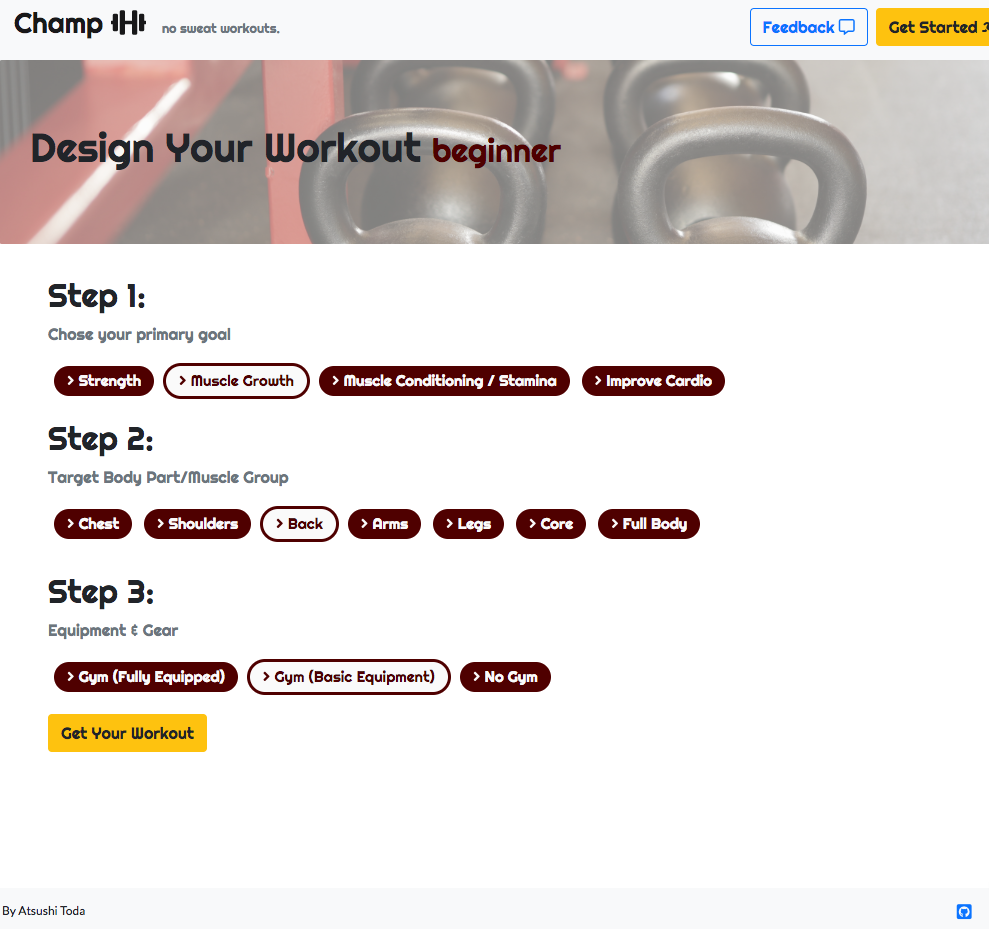 Champ no sweat workouts. Feedback Get Started
Design Your Workout beginner
Step 1:
Chose your primary goal
> Strength > Muscle Growth > Muscle Conditioning / Stamina > Improve Cardio
Step 2:
Target Body Part/Muscle Group
> Chest > Shoulders > Back > Arms > Legs > Core > Full Body
Step 3:
Equipment & Gear
> Gym (Fully Equipped) > Gym (Basic Equipment) > No Gym
Get Your Workout
By Atsushi Toda